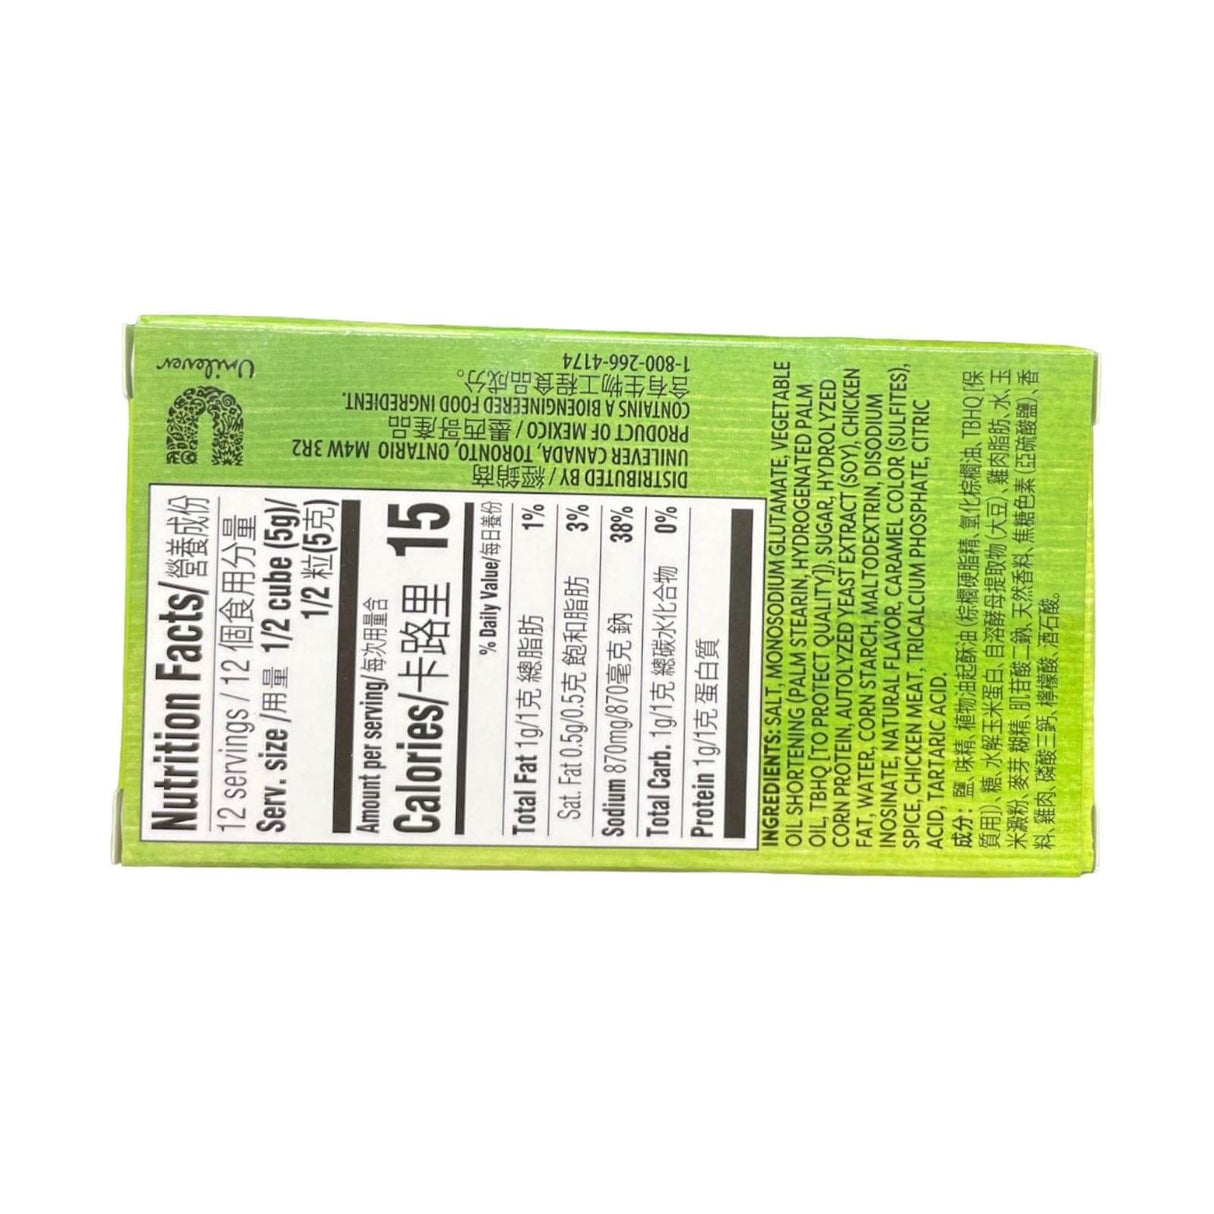 Nutrition Facts/營養成份
12 servings / 12 個食用分量
Serv. size /用量 1/2 cube (5g)/
1/2 粒(5克)
Amount per serving/每次用量含
Calories/卡路里 15
% Daily Value/每日養份
Total Fat 1g/1克 總脂肪 1%
Sat. Fat 0.5g/0.5克 飽和脂肪 3%
Sodium 870mg/870毫克 鈉 38%
Total Carb. 1g/1克 總碳水化合物 0%
Protein 1g/1克 蛋白質
INGREDIENTS: SALT, MONOSODIUM GLUTAMATE, VEGETABLE
OIL SHORTENING (PALM STEARIN, HYDROGENATED PALM
OIL, TBHQ [TO PROTECT QUALITY]), SUGAR, HYDROLYZED
CORN PROTEIN, AUTOLYZED YEAST EXTRACT (SOY), CHICKEN
FAT, WATER, CORN STARCH, MALTODEXTRIN, DISODIUM
INOSINATE, NATURAL FLAVOR, CARAMEL COLOR (SULFITES),
SPICE, CHICKEN MEAT, TRICALCIUM PHOSPHATE, CITRIC
ACID, TARTARIC ACID.
成分：鹽、味精、植物油起酥油 (棕櫚硬脂精、氫化棕櫚油、TBHQ [保
質用])、糖、水解玉米蛋白、自溶酵母提取物 (大豆)、雞肉脂肪、水、玉
米澱粉、麥芽糊精、肌苷酸二鈉、天然香料、焦糖色素 (亞硫酸鹽)、香
料、雞肉、磷酸三鈣、檸檬酸、酒石酸。
DISTRIBUTED BY / 經銷商
UNILEVER CANADA, TORONTO, ONTARIO M4W 3R2
PRODUCT OF MEXICO / 墨西哥產品
CONTAINS A BIOENGINEERED FOOD INGREDIENT.
含有生物工程食品成分。
1-800-266-4174
Unilever